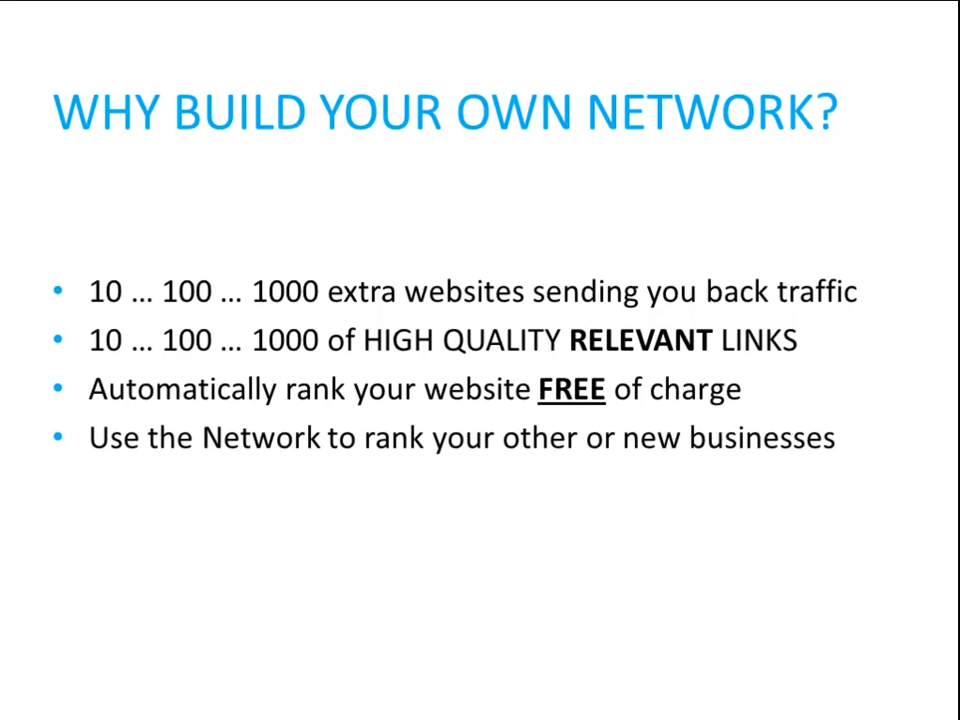 WHY BUILD YOUR OWN NETWORK?
• 10 … 100 … 1000 extra websites sending you back traffic
• 10 … 100 … 1000 of HIGH QUALITY RELEVANT LINKS
• Automatically rank your website FREE of charge
• Use the Network to rank your other or new businesses